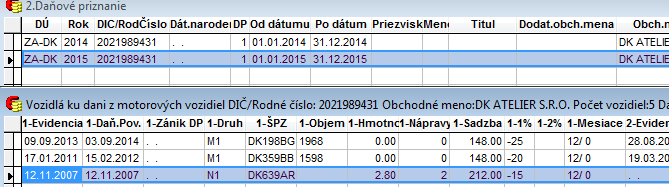 2.Daňové priznanie
DÚ Rok DIC/RodČíslo Dát.narodei DP Od dátumu Po dátum Priezvisk Mene Titul Dodat.obch.mena Obch.m
ZA-DK 2014 2021989431 . . 1 01.01.2014 31.12.2014 DK ATELIER
ZA-DK 2015 2021989431 . . 1 01.01.2015 31.12.2015 DK ATELIER
Vozidlá ku dani z motorových vozidiel DIČ/Rodné číslo: 2021989431 Obchodné meno:DK ATELIER S.R.O. Počet vozidiel:5 Da
1-Evidencia 1-Daň.Pov. 1-Zánik DP 1-Druh 1-ŠPZ 1-Objem 1-Hmotno 1-Nápravy 1-Sadzba 1-1% 1-2% 1-Mesiace 2-Eviden
09.09.2013 03.09.2014 . . M1 DK198BG 1968 0.00 0 148.00 -25 12/ 0 28.08.20
17.01.2011 15.02.2012 . . M1 DK359BB 1598 0.00 0 148.00 -20 12/ 0 19.03.20
12.11.2007 12.11.2007 . . N1 DK639AR 2.80 2 212.00 -15 12/ 0 . .